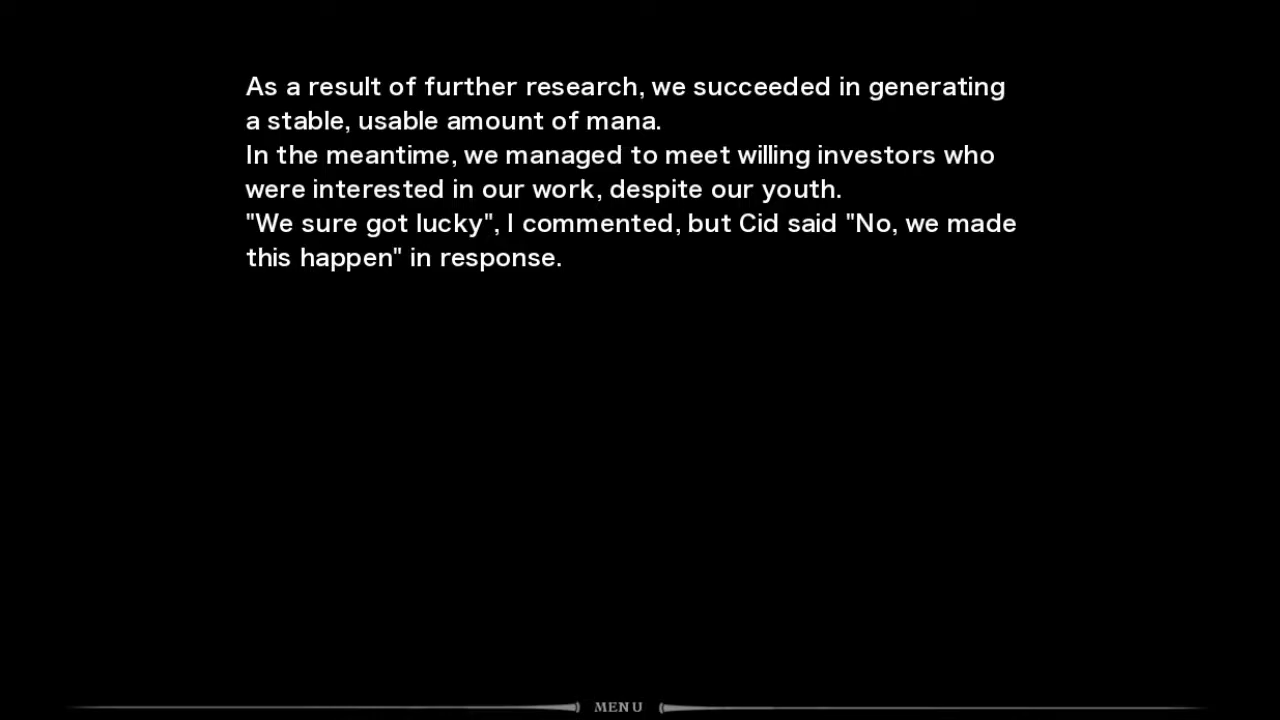 As a result of further research, we succeeded in generating
a stable, usable amount of mana.
In the meantime, we managed to meet willing investors who
were interested in our work, despite our youth.
"We sure got lucky", I commented, but Cid said "No, we made
this happen" in response.
MENU